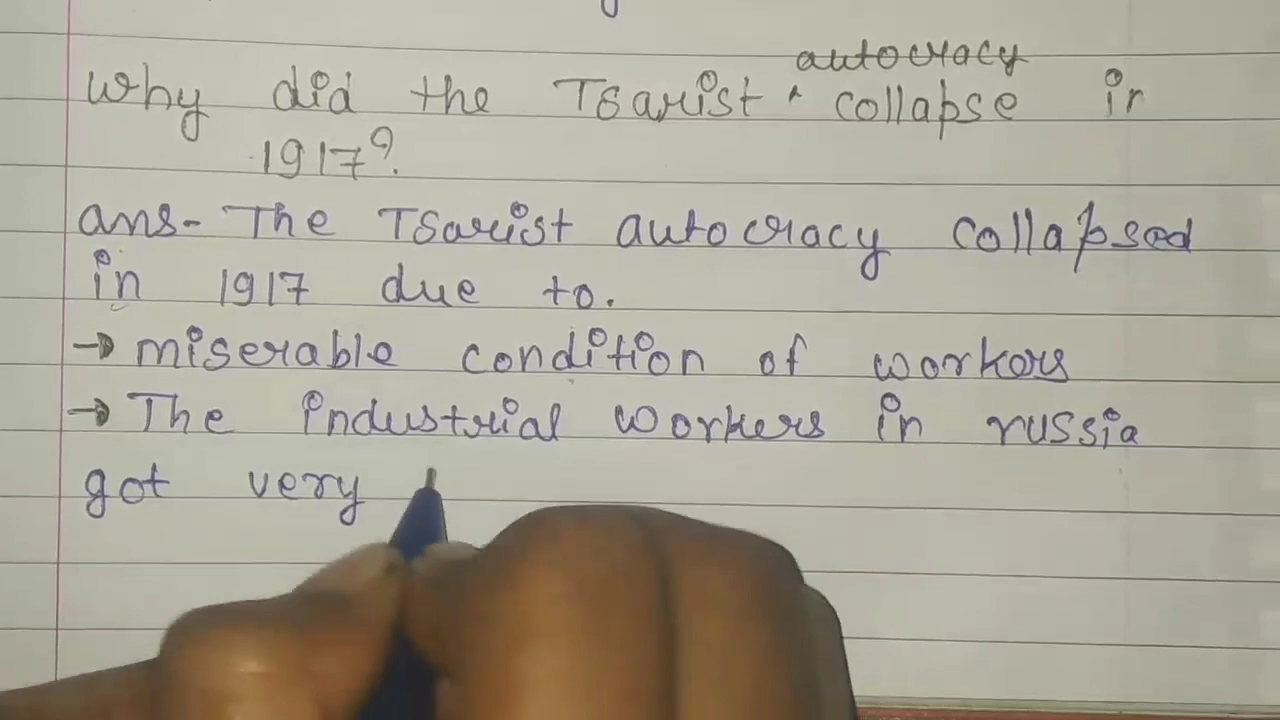 autocracy
Why did the Tsarist ^ collapse in
1917?
ans- The Tsarist autocracy collapsed
in 1917 due to.
→ miserable condition of workers
→ The industrial workers in russia
got very